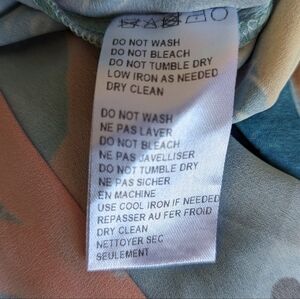 DO NOT WASH
DO NOT BLEACH
DO NOT TUMBLE DRY
LOW IRON AS NEEDED
DRY CLEAN
DO NOT WASH
NE PAS LAVER
DO NOT BLEACH
NE PAS JAVELLISER
DO NOT TUMBLE DRY
NE PAS SICHER
EN MACHINE
USE COOL IRON IF NEEDED
REPASSER AU FER FROID
DRY CLEAN
NETTOYER SEC
SEULEMENT